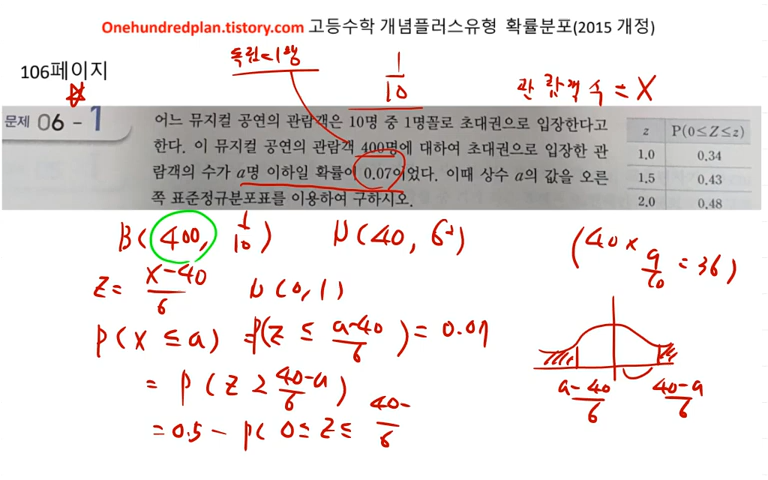 Onehundredplan.tistory.com 고등수학 개념플러스유형 확률분포(2015 개정)
106페이지
1/10
관람객 수 = X
문제 06-1
어느 뮤지컬 공연의 관람객은 10명 중 1명꼴로 초대권으로 입장한다고
한다. 이 뮤지컬 공연의 관람객 400명에 대하여 초대권으로 입장한 관
람객의 수가 a명 이하일 확률이 0.07이었다. 이때 상수 a의 값을 오른
쪽 표준정규분포표를 이용하여 구하시오.
z P(0≤Z≤z)
1.0 0.34
1.5 0.43
2.0 0.48
B(400, 1/10) N(40, 6²)
(40 × 9/10 = 36)
Z = (X-40)/6 N(0,1)
P(X ≤ a) = P(Z ≤ (a-40)/6) = 0.07
= P(Z ≥ (40-a)/6)
= 0.5 - P(0 ≤ Z ≤ 40-/6
(a-40)/6 (40-a)/6